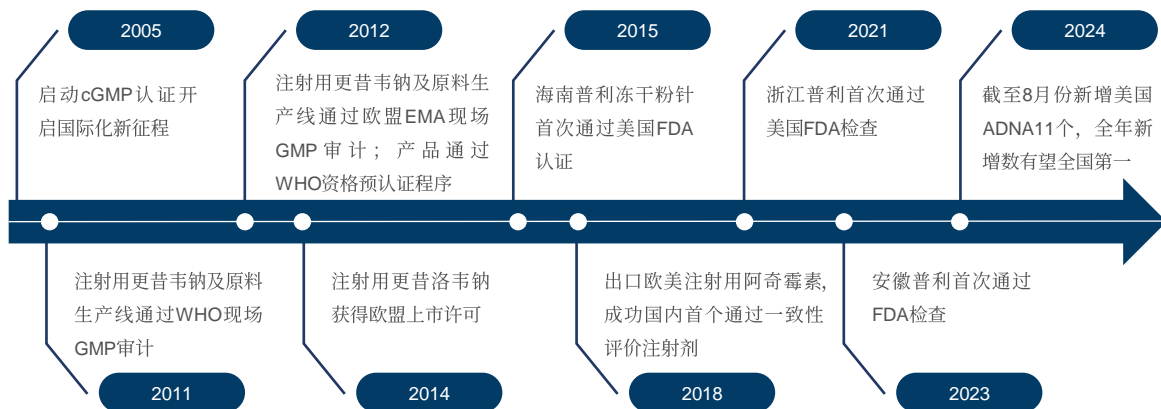 2005
2012
2015
2021
2024
启动cGMP认证开
启国际化新征程
注射用更昔韦钠及原料生
产线通过欧盟EMA现场
GMP审计；产品通过
WHO资格预认证程序
海南普利冻干粉针
首次通过美国FDA
认证
浙江普利首次通过
美国FDA检查
截至8月份新增美国
ADNA11个，全年新
增数有望全国第一
注射用更昔韦钠及原料
生产线通过WHO现场
GMP审计
注射用更昔洛韦钠
获得欧盟上市许可
出口欧美注射用阿奇霉素,
成功国内首个通过一致性
评价注射剂
安徽普利首次通过
FDA检查
2011
2014
2018
2023